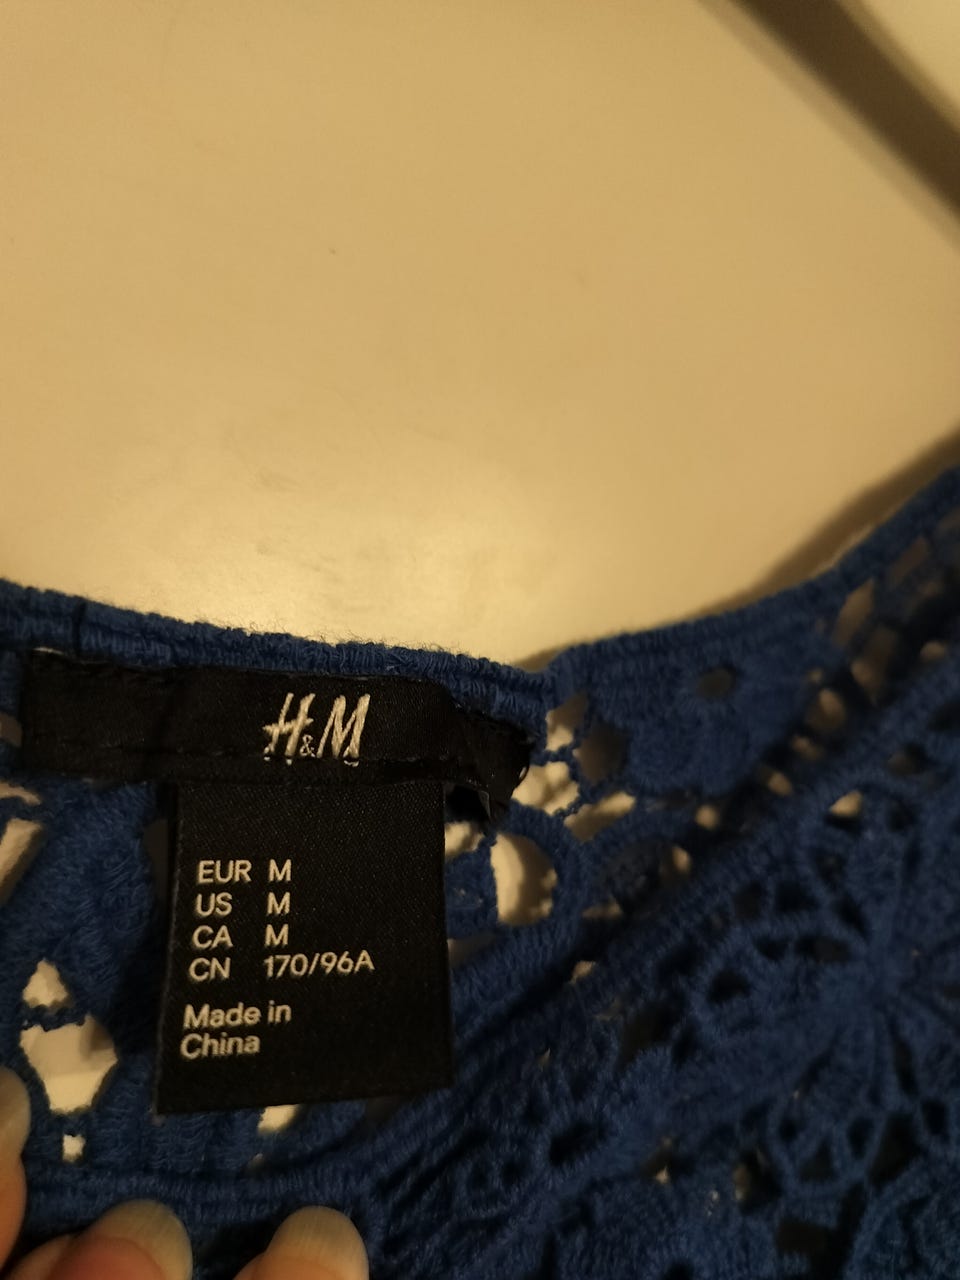 H&M
EUR M
US M
CA M
CN 170/96A
Made in
China